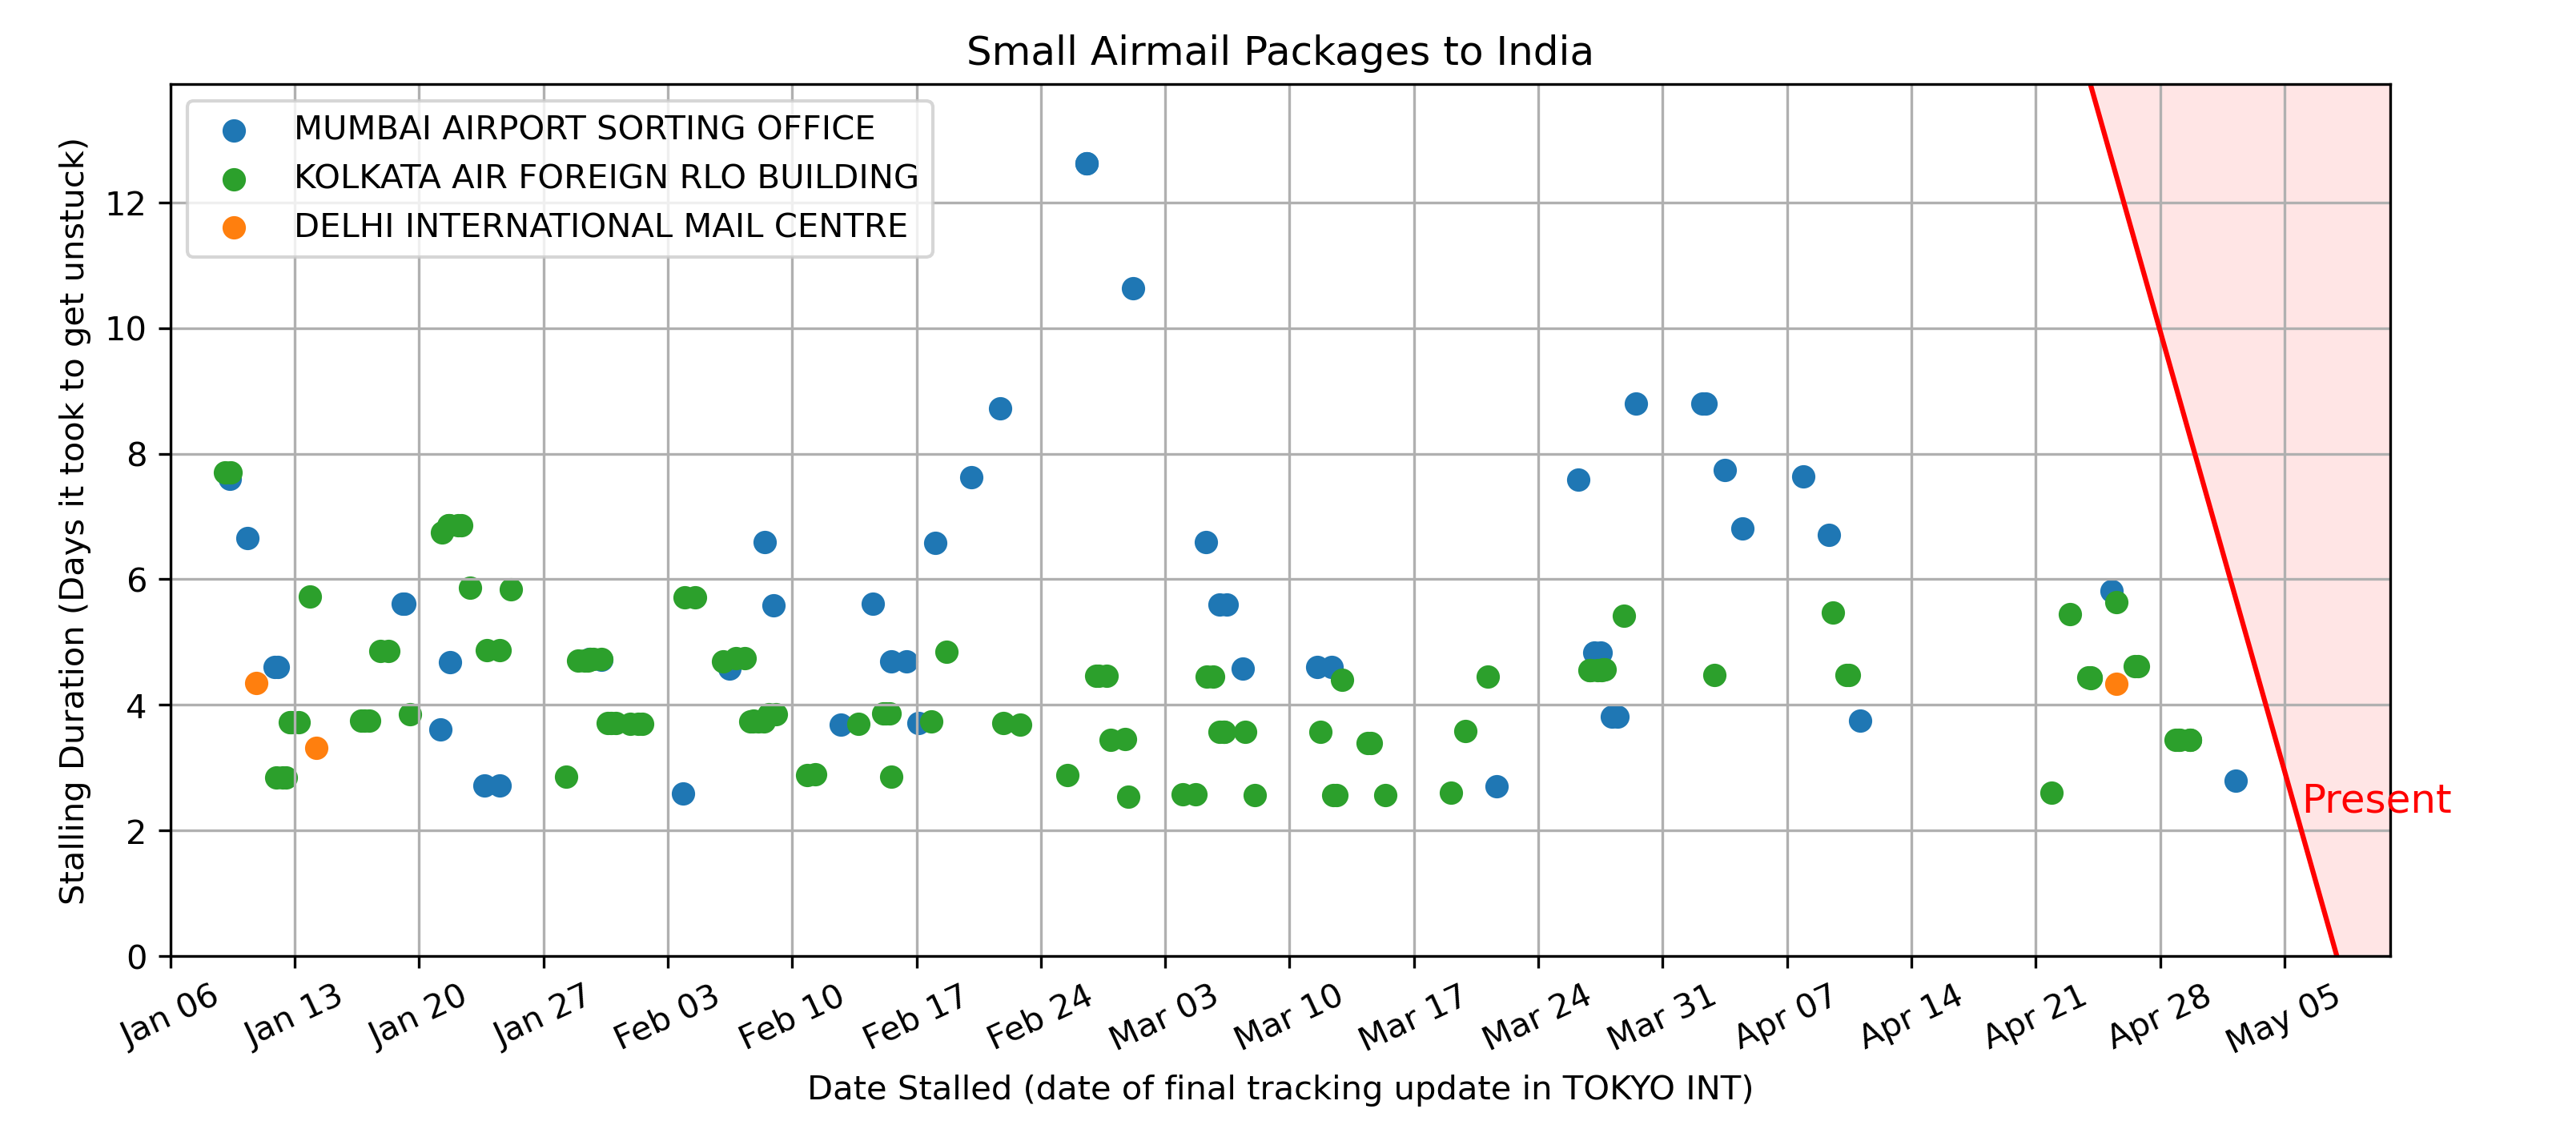 Small Airmail Packages to India
MUMBAI AIRPORT SORTING OFFICE
KOLKATA AIR FOREIGN RLO BUILDING
DELHI INTERNATIONAL MAIL CENTRE
Stalling Duration (Days it took to get unstuck)
12
10
8
6
4
2
0
Present
Jan 06
Jan 13
Jan 20
Jan 27
Feb 03
Feb 10
Feb 17
Feb 24
Mar 03
Mar 10
Mar 17
Mar 24
Mar 31
Apr 07
Apr 14
Apr 21
Apr 28
May 05
Date Stalled (date of final tracking update in TOKYO INT)